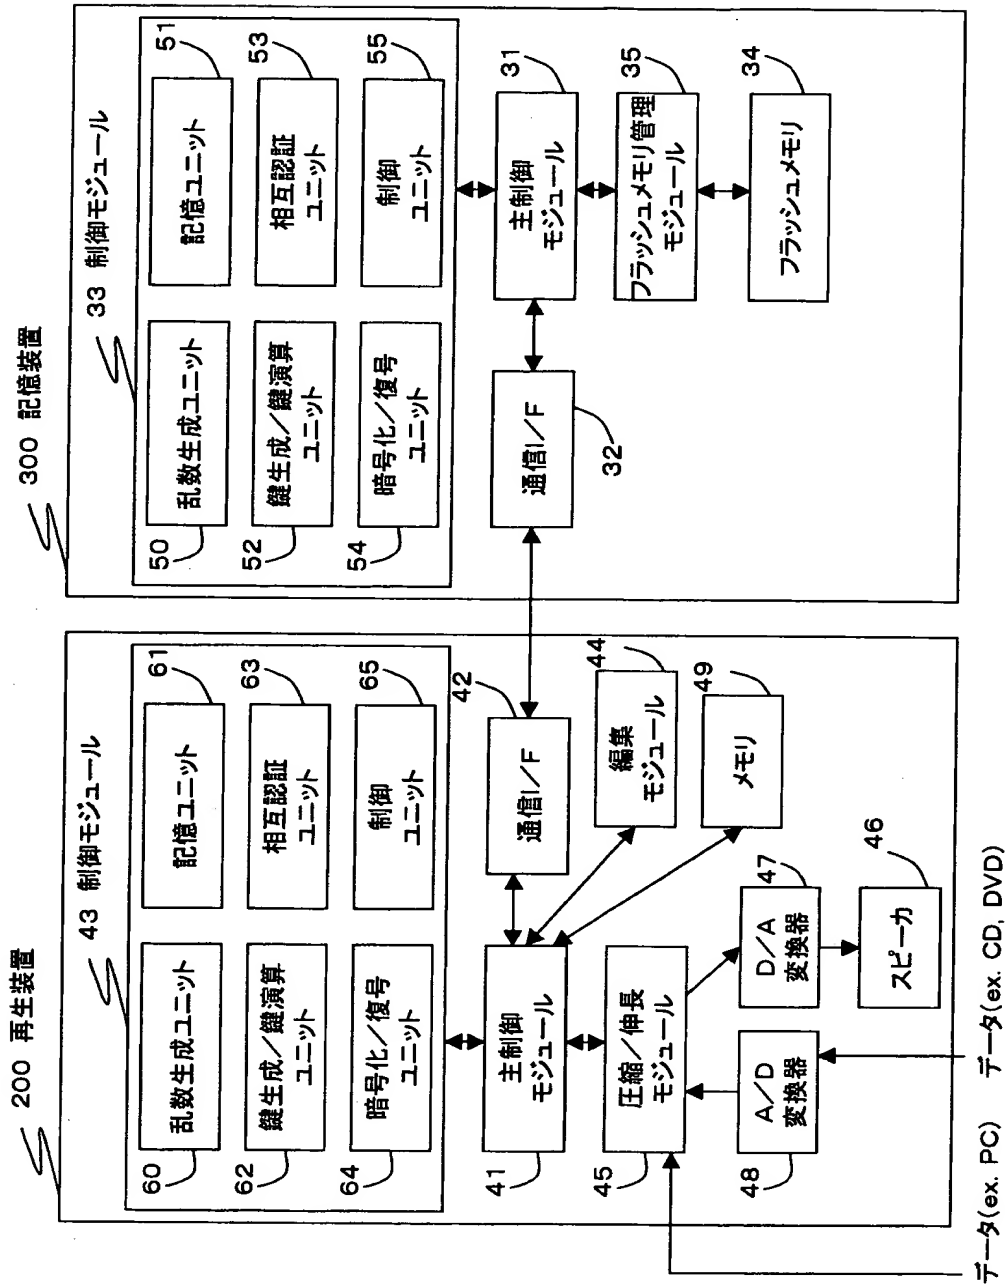 200 再生装置
43 制御モジュール
60
乱数生成ユニット
記憶ユニット
61
62
鍵生成／鍵演算
ユニット
相互認証
ユニット
63
64
暗号化／復号
ユニット
制御
ユニット
65
41
主制御
モジュール
通信I／F
42
45
圧縮／伸長
モジュール
編集
モジュール
44
48
A／D
変換器
D／A
変換器
47
メモリ
49
スピーカ
46
データ(ex. PC)
データ(ex. CD, DVD)
300 記憶装置
33 制御モジュール
50
乱数生成ユニット
記憶ユニット
51
52
鍵生成／鍵演算
ユニット
相互認証
ユニット
53
54
暗号化／復号
ユニット
制御
ユニット
55
通信I／F
32
主制御
モジュール
31
フラッシュメモリ管理
モジュール
35
フラッシュメモリ
34